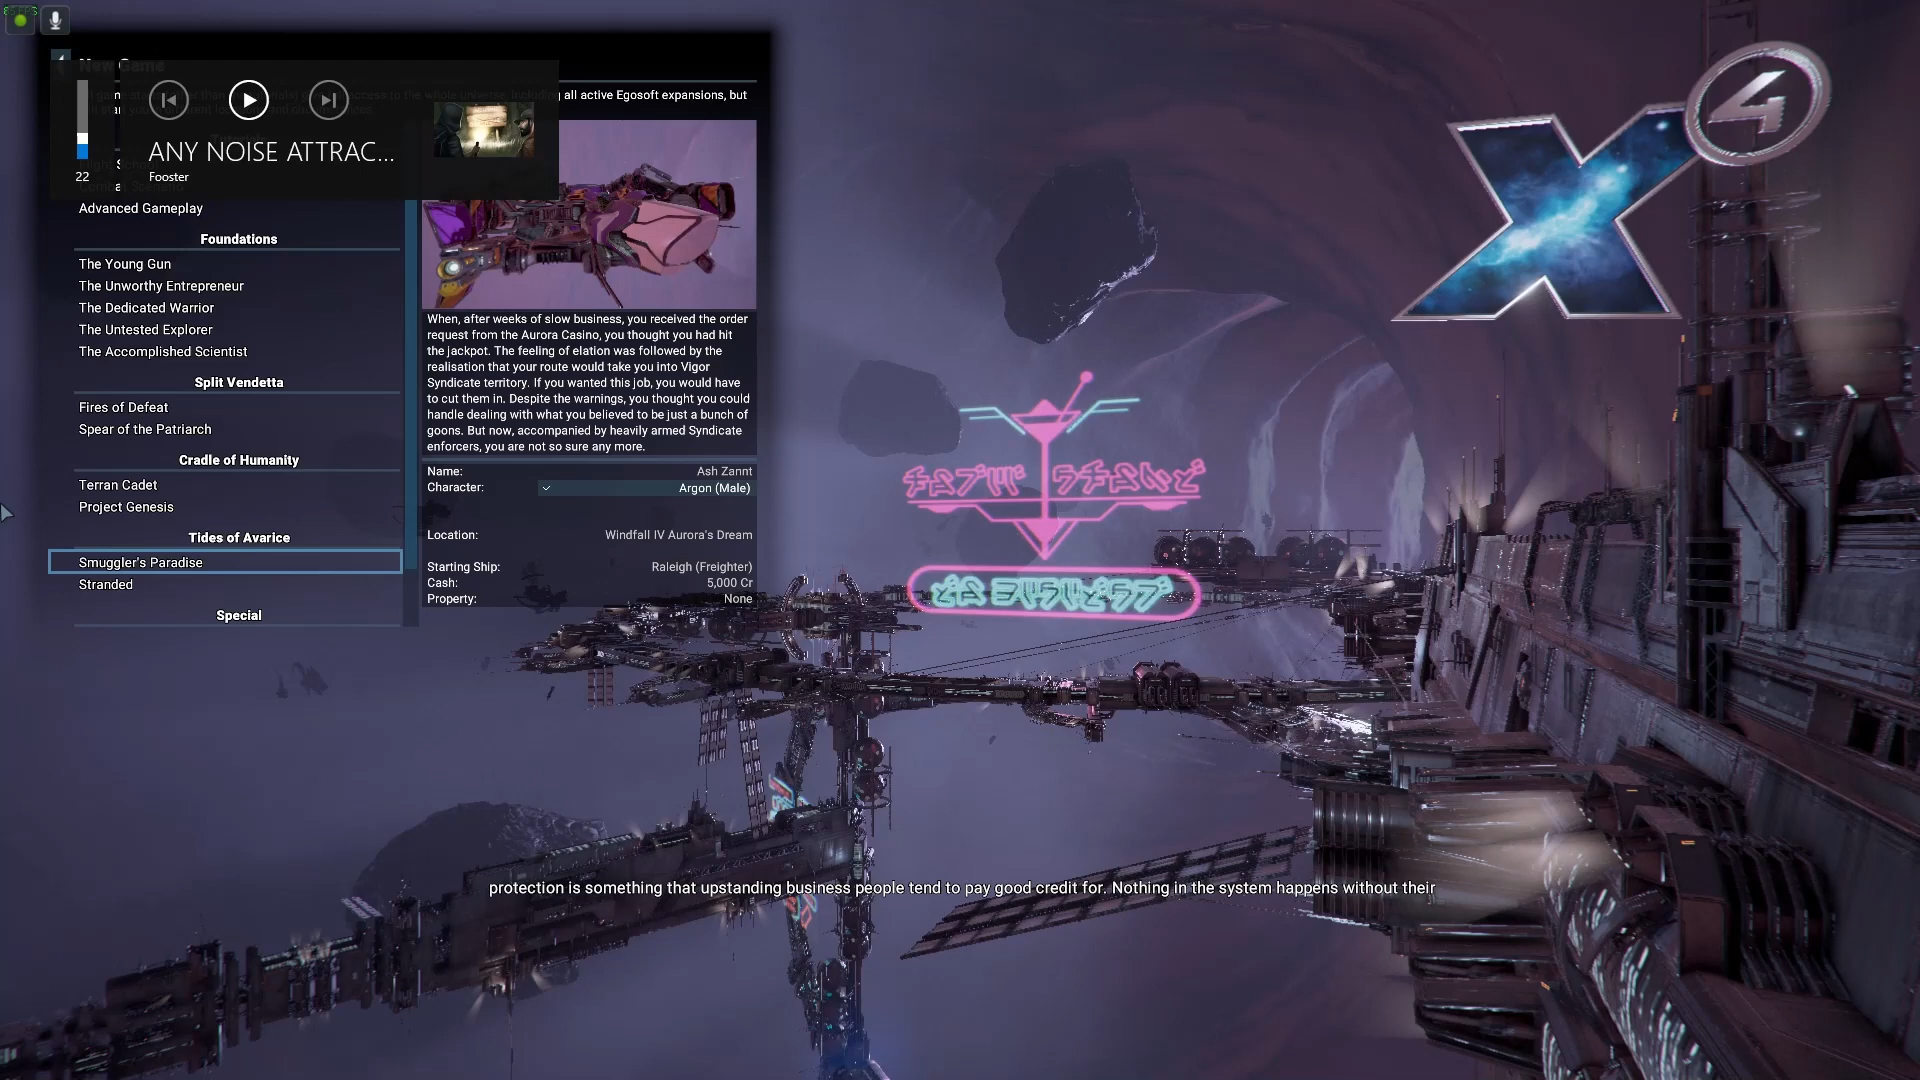 New Game
all active Egosoft expansions, but
ANY NOISE ATTRAC...
22
Fooster
Advanced Gameplay
Foundations
The Young Gun
The Unworthy Entrepreneur
The Dedicated Warrior
The Untested Explorer
The Accomplished Scientist
Split Vendetta
Fires of Defeat
Spear of the Patriarch
Cradle of Humanity
Terran Cadet
Project Genesis
Tides of Avarice
Smuggler's Paradise
Stranded
Special
When, after weeks of slow business, you received the order
request from the Aurora Casino, you thought you had hit
the jackpot. The feeling of elation was followed by the
realisation that your route would take you into Vigor
Syndicate territory. If you wanted this job, you would have
to cut them in. Despite the warnings, you thought you could
handle dealing with what you believed to be just a bunch of
goons. But now, accompanied by heavily armed Syndicate
enforcers, you are not so sure any more.
Name: Ash Zannt
Character: Argon (Male)
Location: Windfall IV Aurora's Dream
Starting Ship: Raleigh (Freighter)
Cash: 5,000 Cr
Property: None
X4
protection is something that upstanding business people tend to pay good credit for. Nothing in the system happens without their